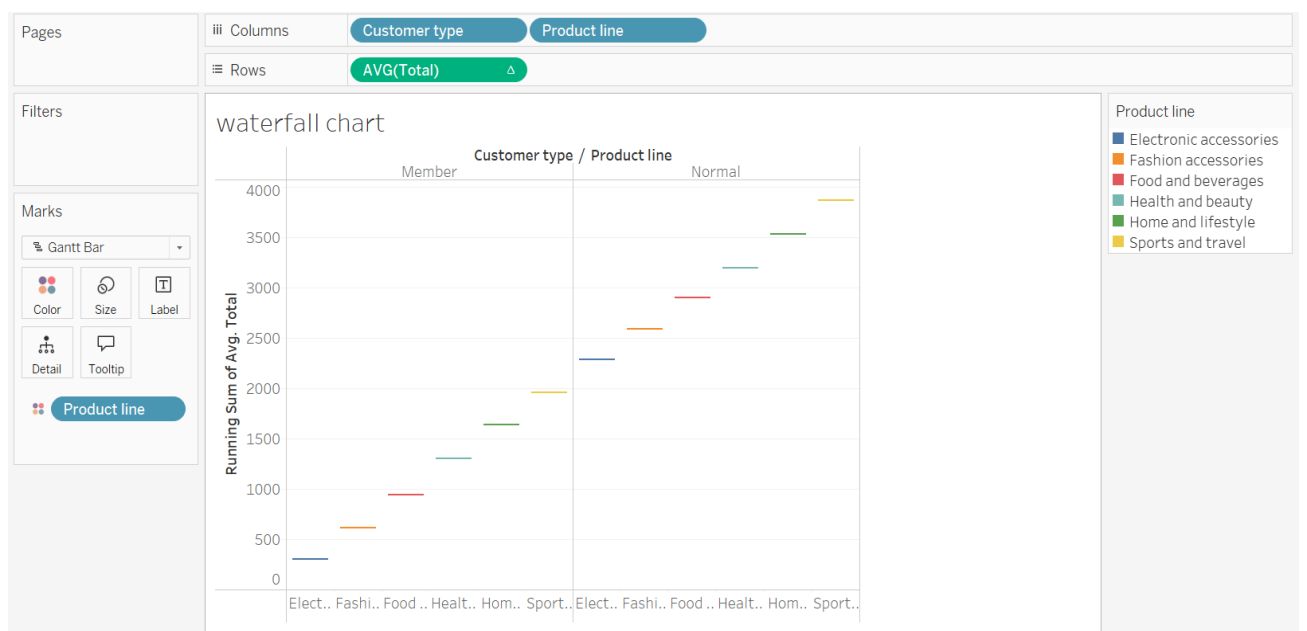 Pages
iii Columns
Customer type
Product line
Rows
AVG(Total) Δ
Filters
Marks
Gantt Bar
Color
Size
Label
Detail
Tooltip
Product line
waterfall chart
Customer type / Product line
Member
Normal
Running Sum of Avg. Total
4000
3500
3000
2500
2000
1500
1000
500
0
Elect.. Fashi.. Food .. Healt.. Hom.. Sport.. Elect.. Fashi.. Food .. Healt.. Hom.. Sport..
Product line
Electronic accessories
Fashion accessories
Food and beverages
Health and beauty
Home and lifestyle
Sports and travel